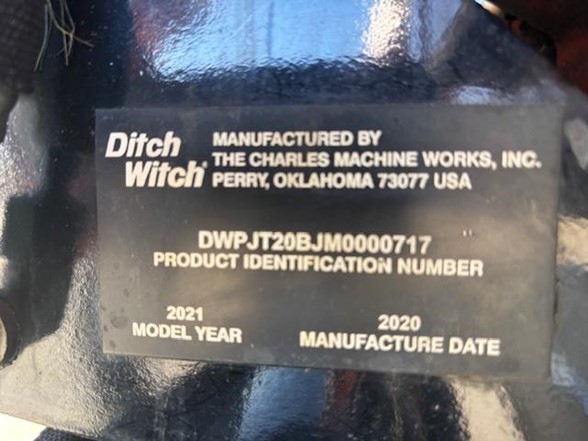 Ditch Witch®
MANUFACTURED BY
THE CHARLES MACHINE WORKS, INC.
PERRY, OKLAHOMA 73077 USA
DWPJT20BJM0000717
PRODUCT IDENTIFICATION NUMBER
2021
MODEL YEAR
2020
MANUFACTURE DATE